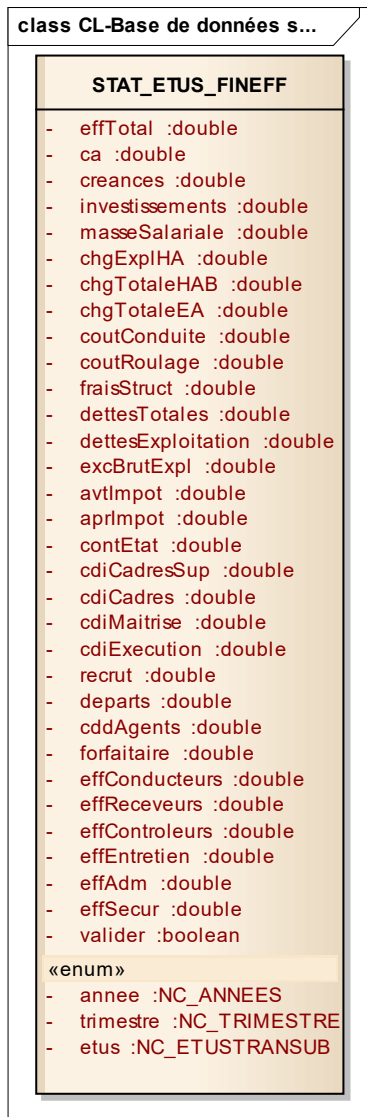 class CL-Base de données s...
STAT_ETUS_FINEFF
- effTotal :double
- ca :double
- creances :double
- investissements :double
- masseSalariale :double
- chgExplHA :double
- chgTotaleHAB :double
- chgTotaleEA :double
- coutConduite :double
- coutRoulage :double
- fraisStruct :double
- dettesTotales :double
- dettesExploitation :double
- excBrutExpl :double
- avtImpot :double
- aprImpot :double
- contEtat :double
- cdiCadresSup :double
- cdiCadres :double
- cdiMaitrise :double
- cdiExecution :double
- recrut :double
- departs :double
- cddAgents :double
- forfaitaire :double
- effConducteurs :double
- effReceveurs :double
- effControleurs :double
- effEntretien :double
- effAdm :double
- effSecur :double
- valider :boolean
«enum»
- annee :NC_ANNEES
- trimestre :NC_TRIMESTRE
- etus :NC_ETUSTRANSUB